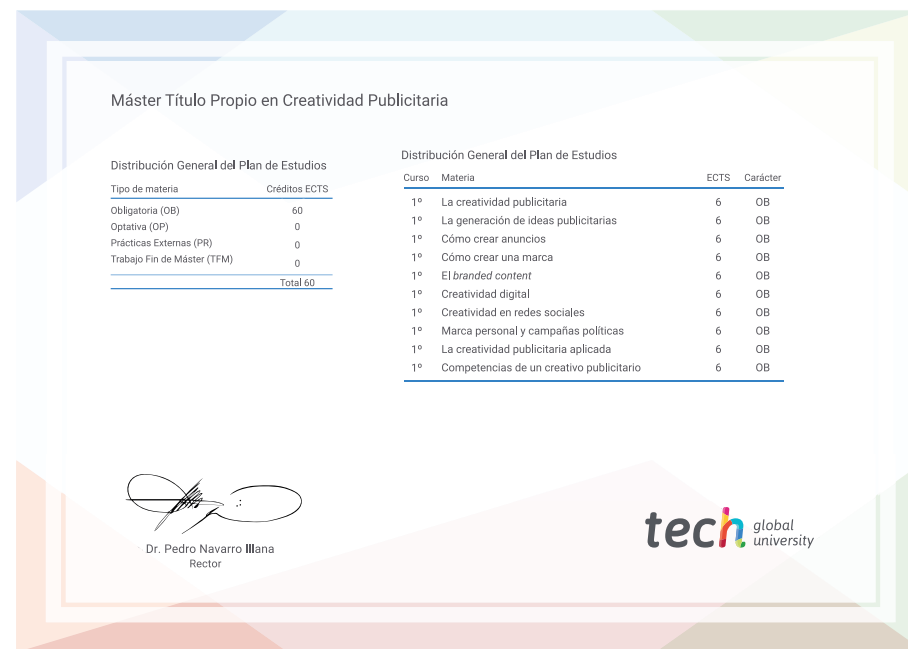 Máster Título Propio en Creatividad Publicitaria
Distribución General del Plan de Estudios
Tipo de materia Créditos ECTS
Obligatoria (OB) 60
Optativa (OP) 0
Prácticas Externas (PR) 0
Trabajo Fin de Máster (TFM) 0
Total 60
Distribución General del Plan de Estudios
Curso Materia ECTS Carácter
1º La creatividad publicitaria 6 OB
1º La generación de ideas publicitarias 6 OB
1º Cómo crear anuncios 6 OB
1º Cómo crear una marca 6 OB
1º El branded content 6 OB
1º Creatividad digital 6 OB
1º Creatividad en redes sociales 6 OB
1º Marca personal y campañas políticas 6 OB
1º La creatividad publicitaria aplicada 6 OB
1º Competencias de un creativo publicitario 6 OB
Dr. Pedro Navarro Illana
Rector
tech global
university